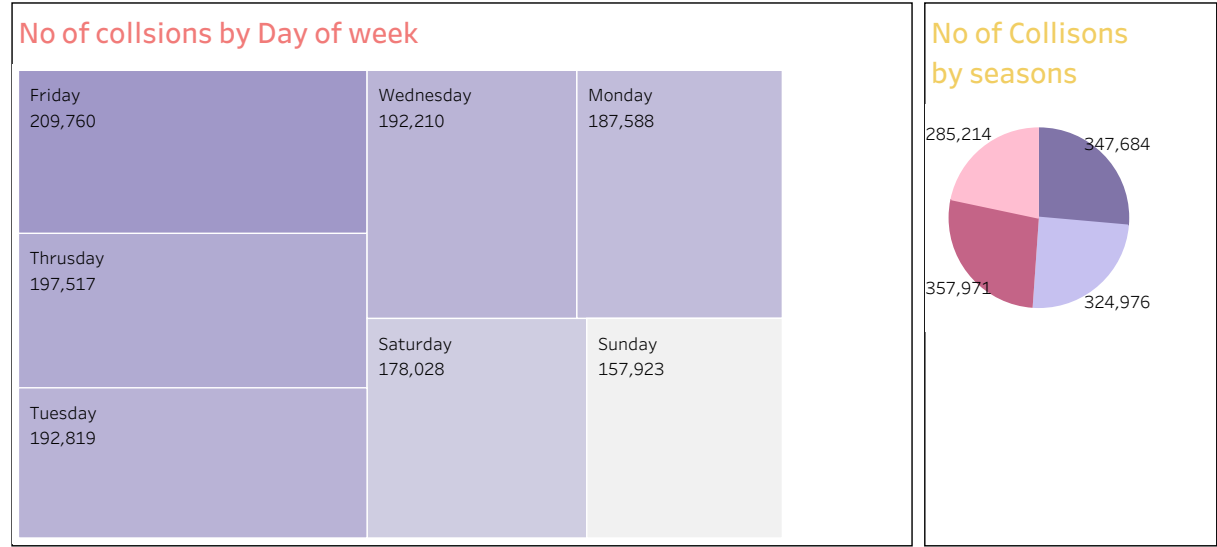 No of collsions by Day of week
Friday
209,760
Thrusday
197,517
Tuesday
192,819
Wednesday
192,210
Monday
187,588
Saturday
178,028
Sunday
157,923
No of Collisons
by seasons
285,214
347,684
357,971
324,976